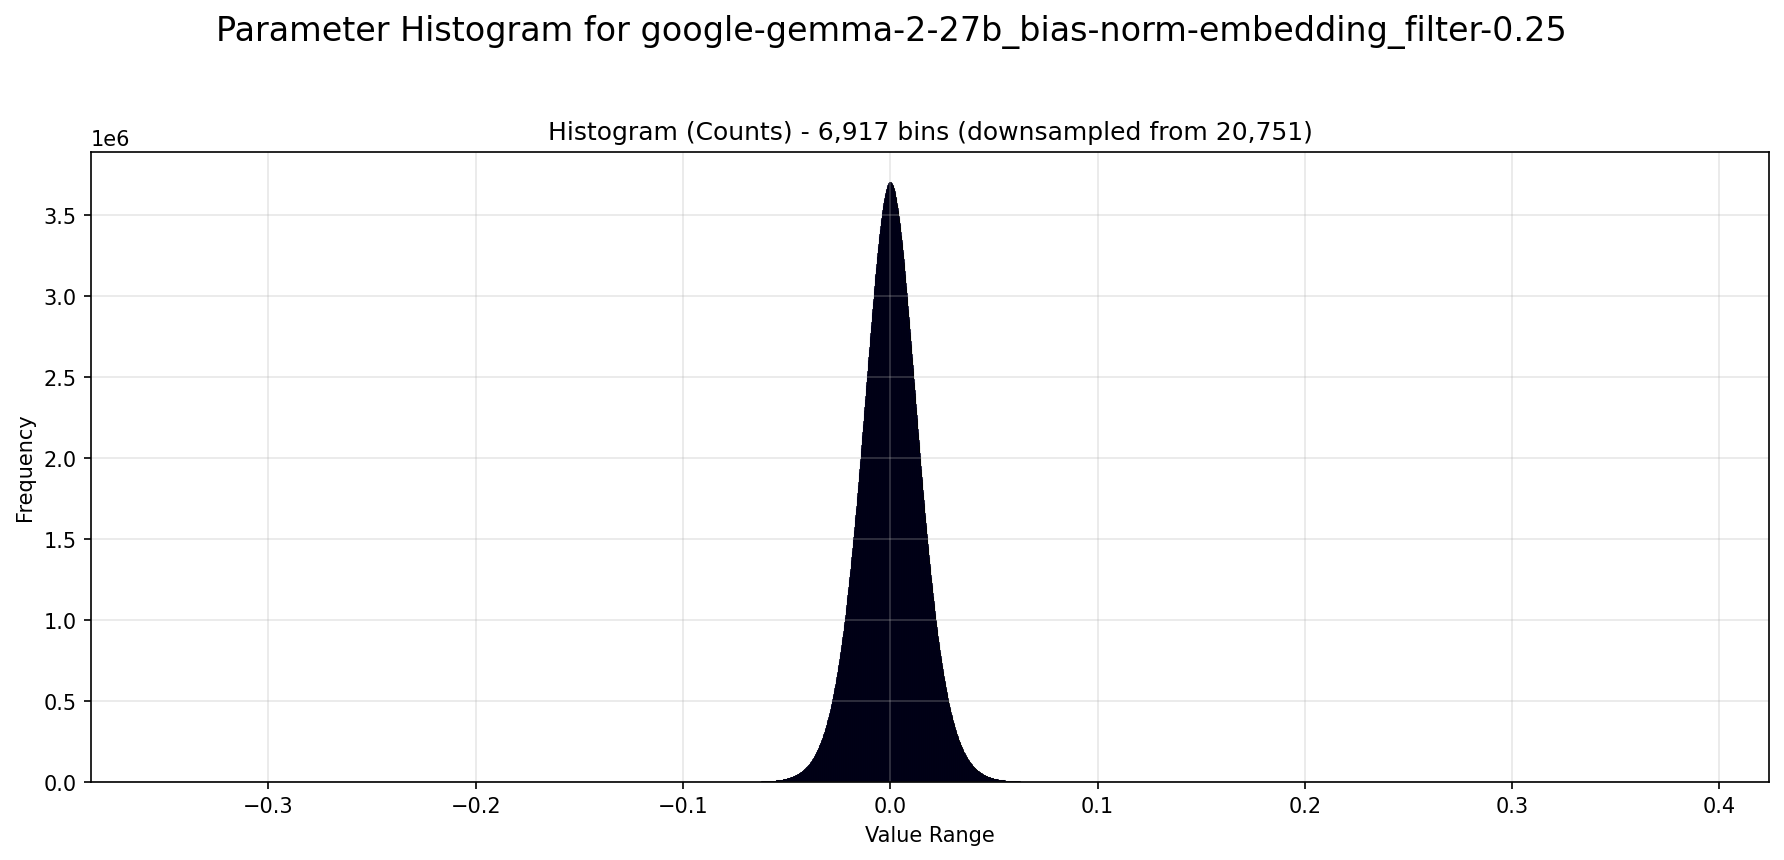 Parameter Histogram for google-gemma-2-27b_bias-norm-embedding_filter-0.25
Histogram (Counts) - 6,917 bins (downsampled from 20,751)
1e6
3.5
3.0
2.5
2.0
1.5
1.0
0.5
0.0
Frequency
−0.3 −0.2 −0.1 0.0 0.1 0.2 0.3 0.4
Value Range